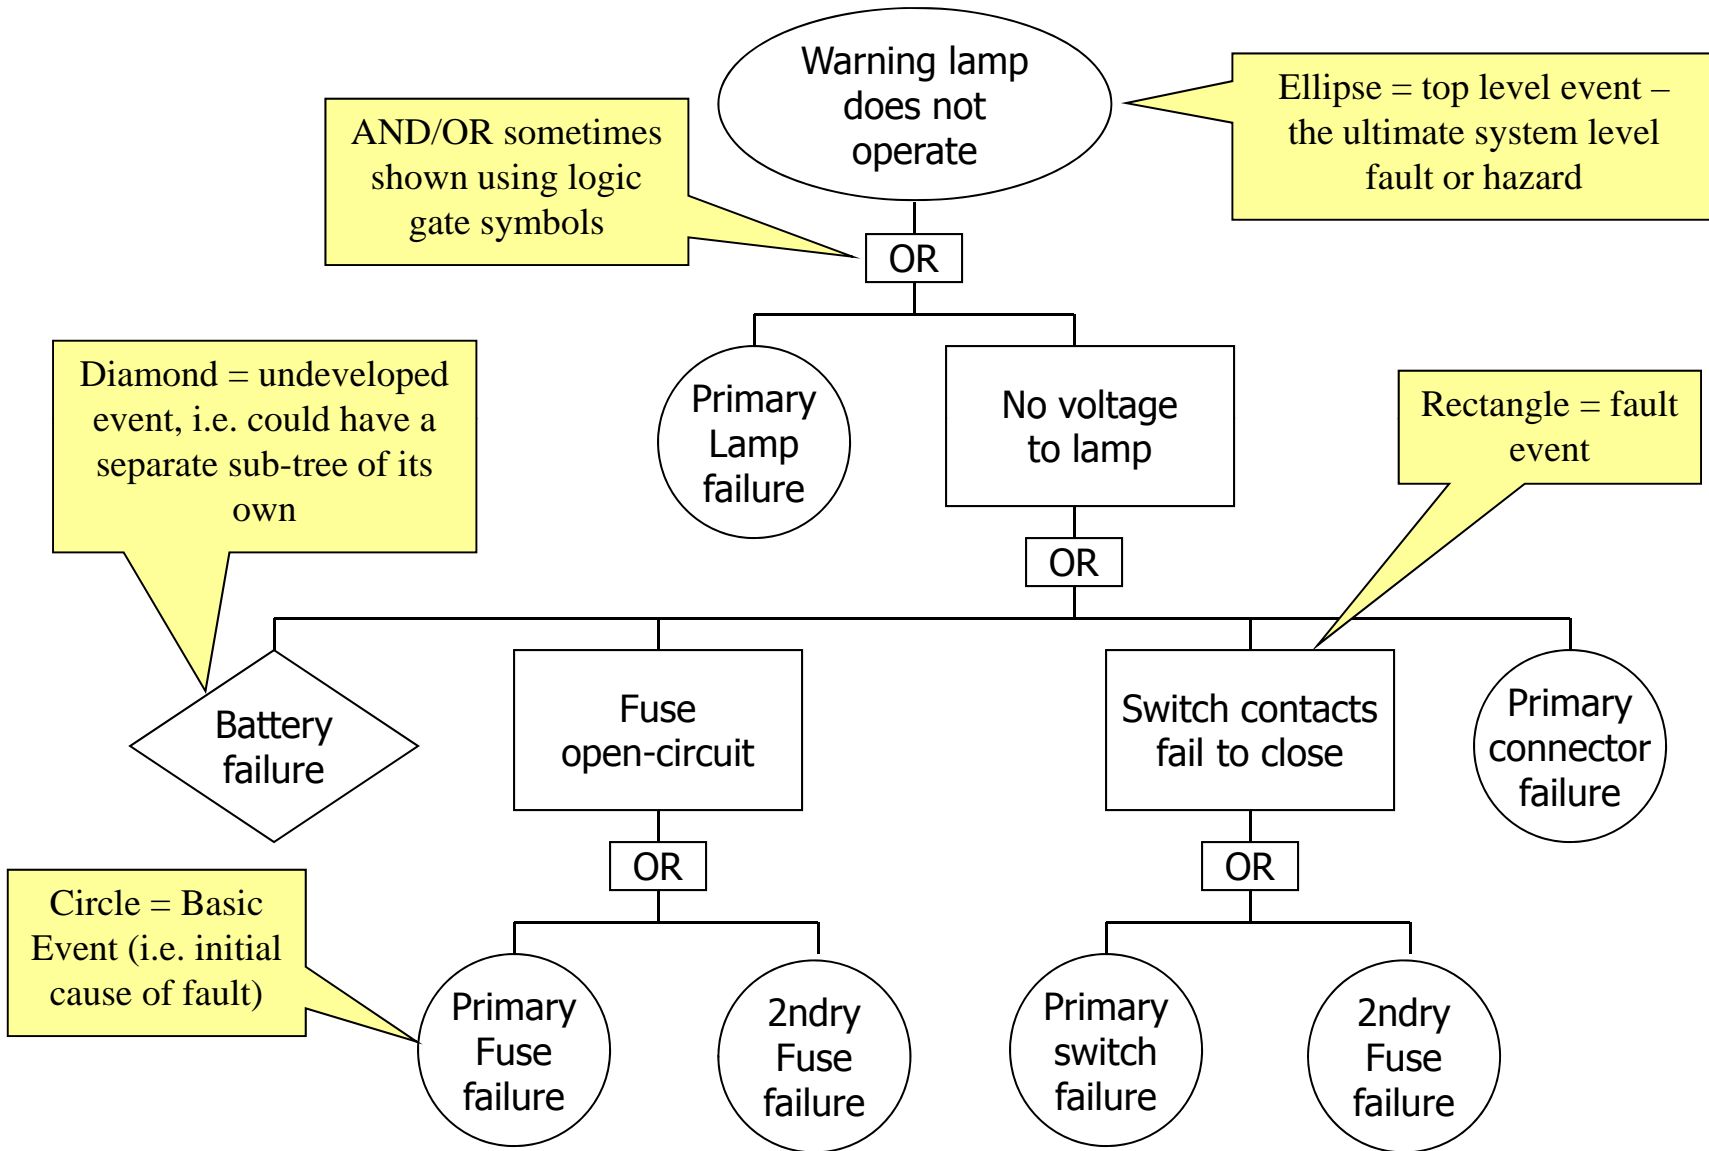 Warning lamp
does not
operate
Ellipse = top level event –
the ultimate system level
fault or hazard
AND/OR sometimes
shown using logic
gate symbols
OR
Diamond = undeveloped
event, i.e. could have a
separate sub-tree of its
own
Primary
Lamp
failure
No voltage
to lamp
Rectangle = fault
event
OR
Battery
failure
Fuse
open-circuit
Switch contacts
fail to close
Primary
connector
failure
OR
OR
Circle = Basic
Event (i.e. initial
cause of fault)
Primary
Fuse
failure
2ndry
Fuse
failure
Primary
switch
failure
2ndry
Fuse
failure